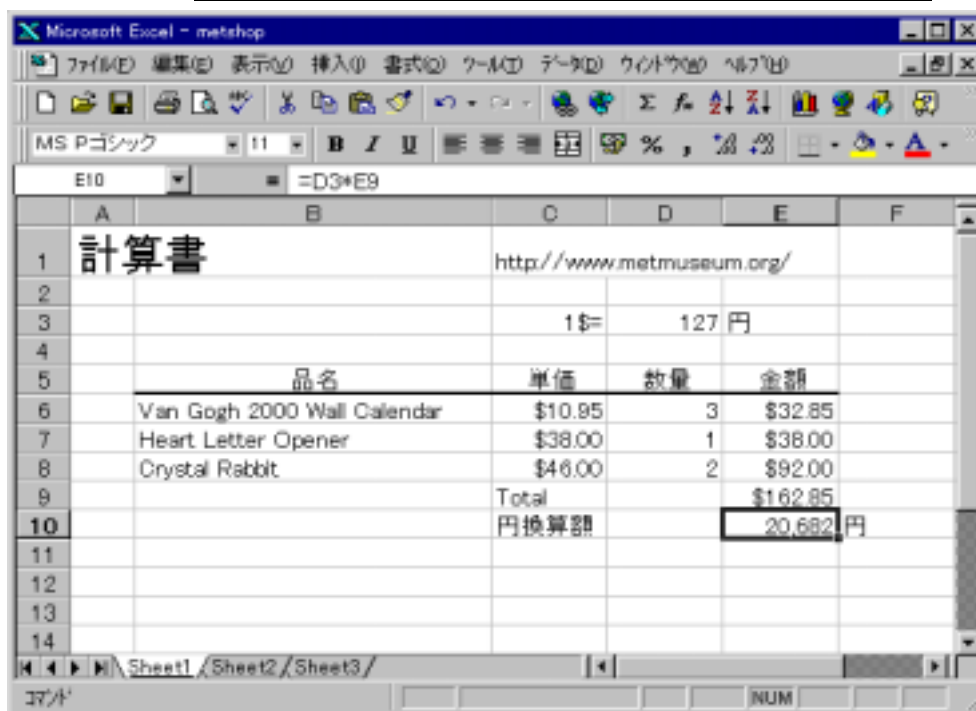 Microsoft Excel - metshop
ファイル(F) 編集(E) 表示(V) 挿入(I) 書式(O) ツール(T) データ(D) ウィンドウ(W) ヘルプ(H)
MS Pゴシック 11 B I U % ,
E10 = =D3*E9
A B C D E F
1 計算書 http://www.metmuseum.org/
2
3 1$= 127 円
4
5 品名 単価 数量 金額
6 Van Gogh 2000 Wall Calendar $10.95 3 $32.85
7 Heart Letter Opener $38.00 1 $38.00
8 Crystal Rabbit $46.00 2 $92.00
9 Total $162.85
10 円換算額 20,682 円
11
12
13
14
Sheet1 Sheet2 Sheet3
コマンド NUM